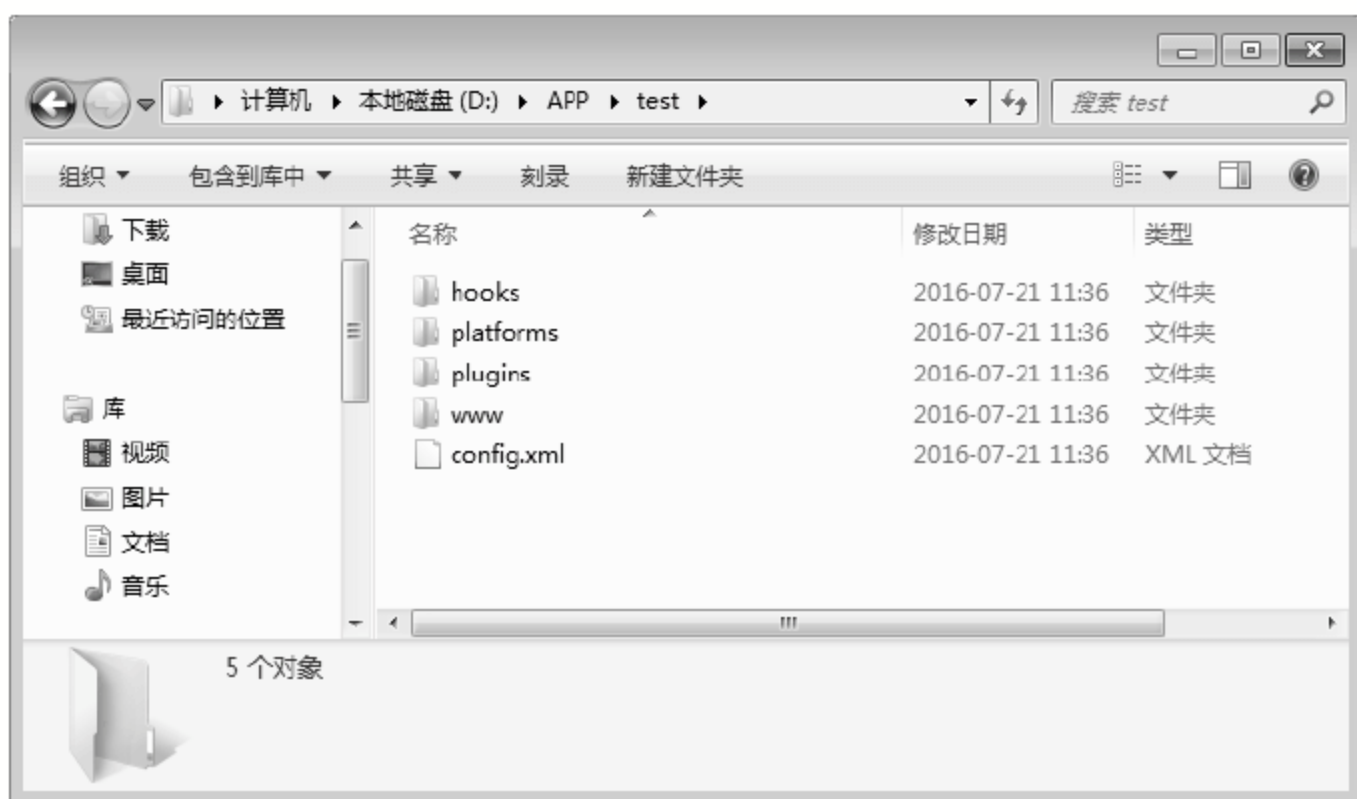 计算机 本地磁盘 (D:) APP test 搜索 test
组织 包含到库中 共享 刻录 新建文件夹
下载
桌面
最近访问的位置
库
视频
图片
文档
音乐
名称 修改日期 类型
hooks 2016-07-21 11:36 文件夹
platforms 2016-07-21 11:36 文件夹
plugins 2016-07-21 11:36 文件夹
www 2016-07-21 11:36 文件夹
config.xml 2016-07-21 11:36 XML 文档
5 个对象